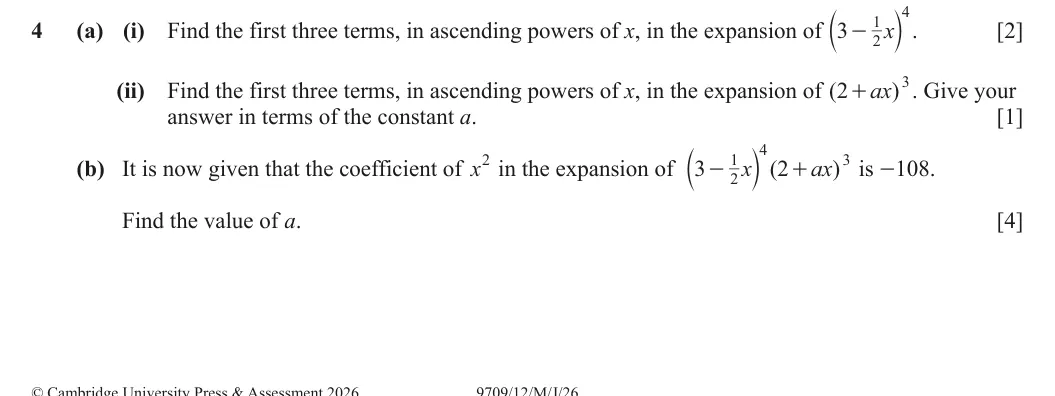 4 (a) (i) Find the first three terms, in ascending powers of x, in the expansion of (3 − 1/2 x)^4. [2]
(ii) Find the first three terms, in ascending powers of x, in the expansion of (2 + ax)^3. Give your
answer in terms of the constant a. [1]
(b) It is now given that the coefficient of x^2 in the expansion of (3 − 1/2 x)^4 (2 + ax)^3 is −108.
Find the value of a. [4]
© Cambridge University Press & Assessment 2026 9709/12/M/J/26